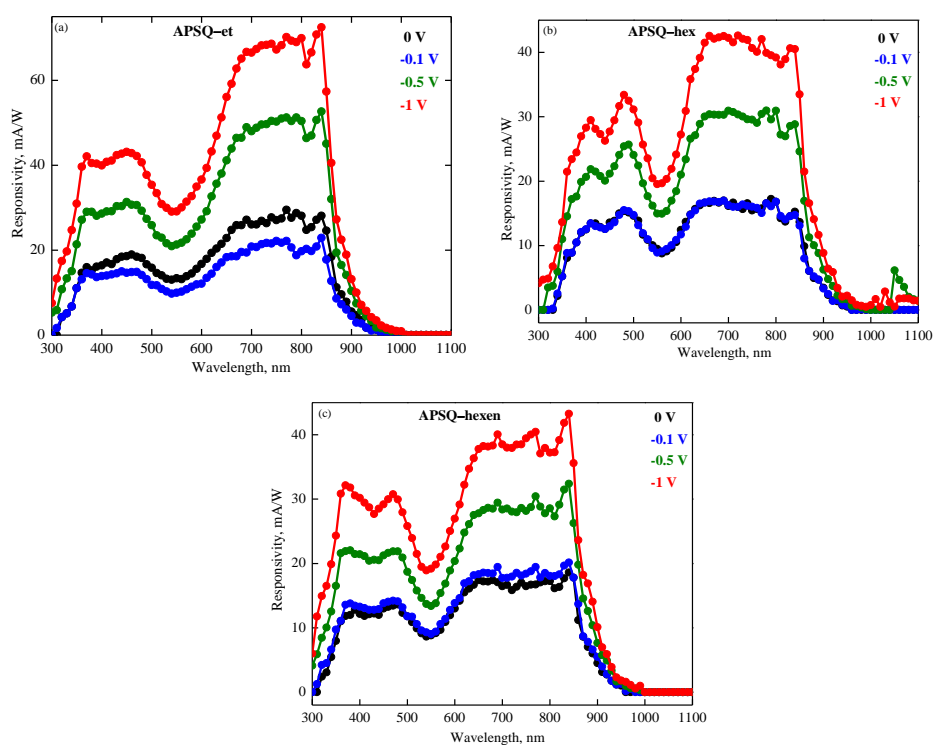 (a)
APSQ–et
0 V
-0.1 V
-0.5 V
-1 V
Responsivity, mA/W
60
40
20
0
300 400 500 600 700 800 900 1000 1100
Wavelength, nm
(b)
APSQ–hex
0 V
-0.1 V
-0.5 V
-1 V
Responsivity, mA/W
40
30
20
10
0
300 400 500 600 700 800 900 1000 1100
Wavelength, nm
(c)
APSQ–hexen
0 V
-0.1 V
-0.5 V
-1 V
Responsivity, mA/W
40
30
20
10
0
300 400 500 600 700 800 900 1000 1100
Wavelength, nm